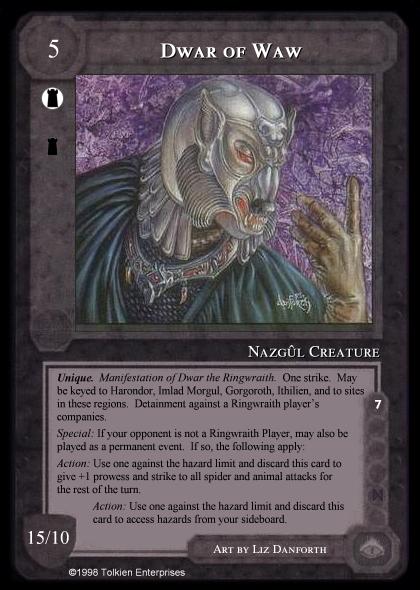 5
DWAR OF WAW
Danforth
NAZGÛL CREATURE
Unique. Manifestation of Dwar the Ringwraith. One strike. May
be keyed to Harondor, Imlad Morgul, Gorgoroth, Ithilien, and to sites
in these regions. Detainment against a Ringwraith player's
companies.
7
Special: If your opponent is not a Ringwraith Player, may also be
played as a permanent event. If so, the following apply:
Action: Use one against the hazard limit and discard this card to
give +1 prowess and strike to all spider and animal attacks for
the rest of the turn.
Action: Use one against the hazard limit and discard this
card to access hazards from your sideboard.
15/10
ART BY LIZ DANFORTH
©1998 Tolkien Enterprises